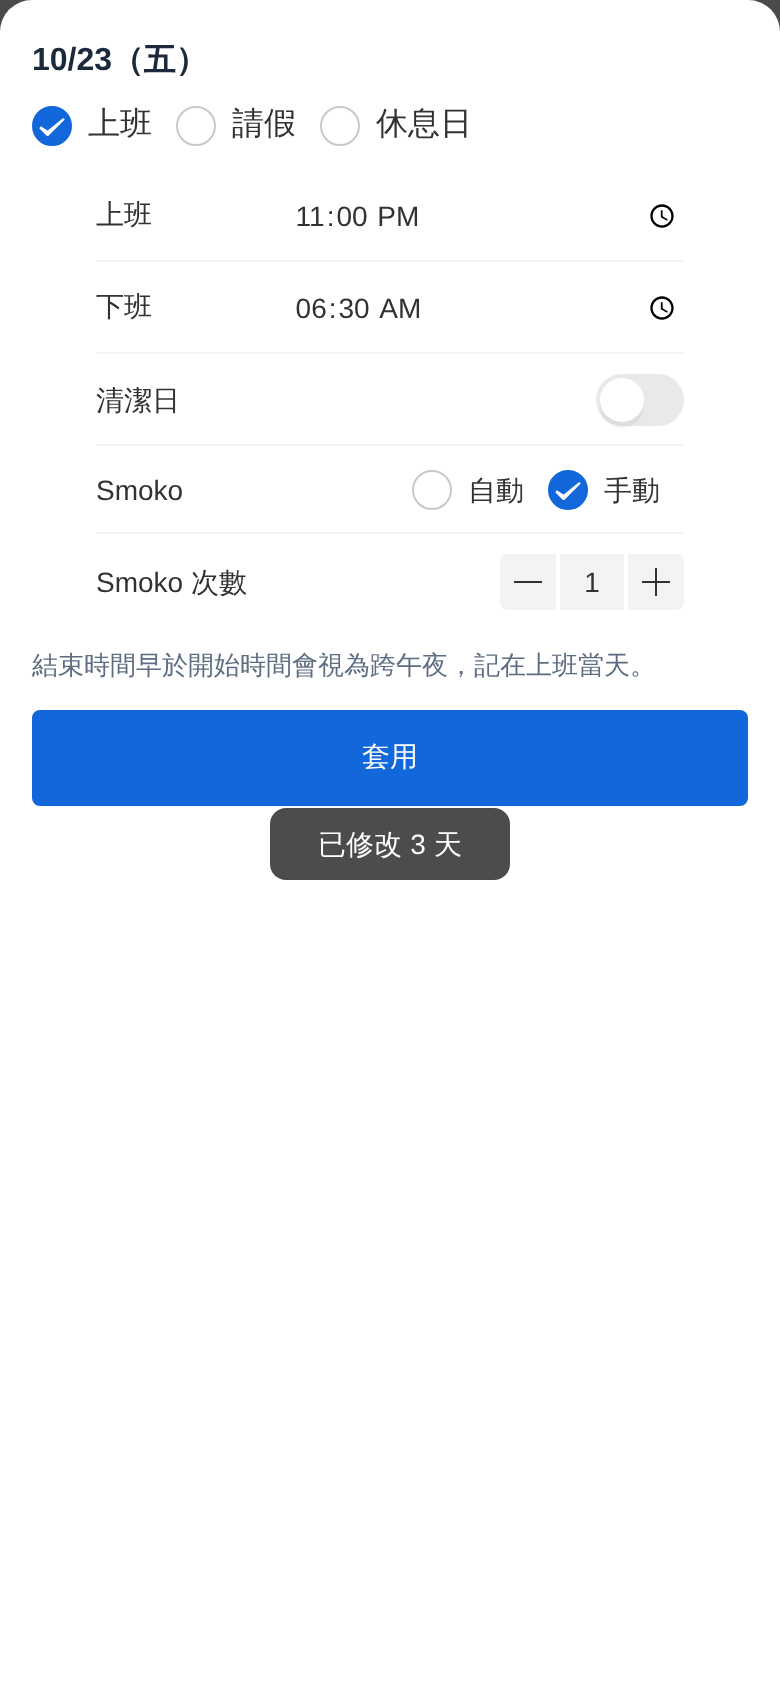 10/23（五）
上班 請假 休息日
上班 11:00 PM
下班 06:30 AM
清潔日
Smoko 自動 手動
Smoko 次數 1
結束時間早於開始時間會視為跨午夜，記在上班當天。
套用
已修改 3 天